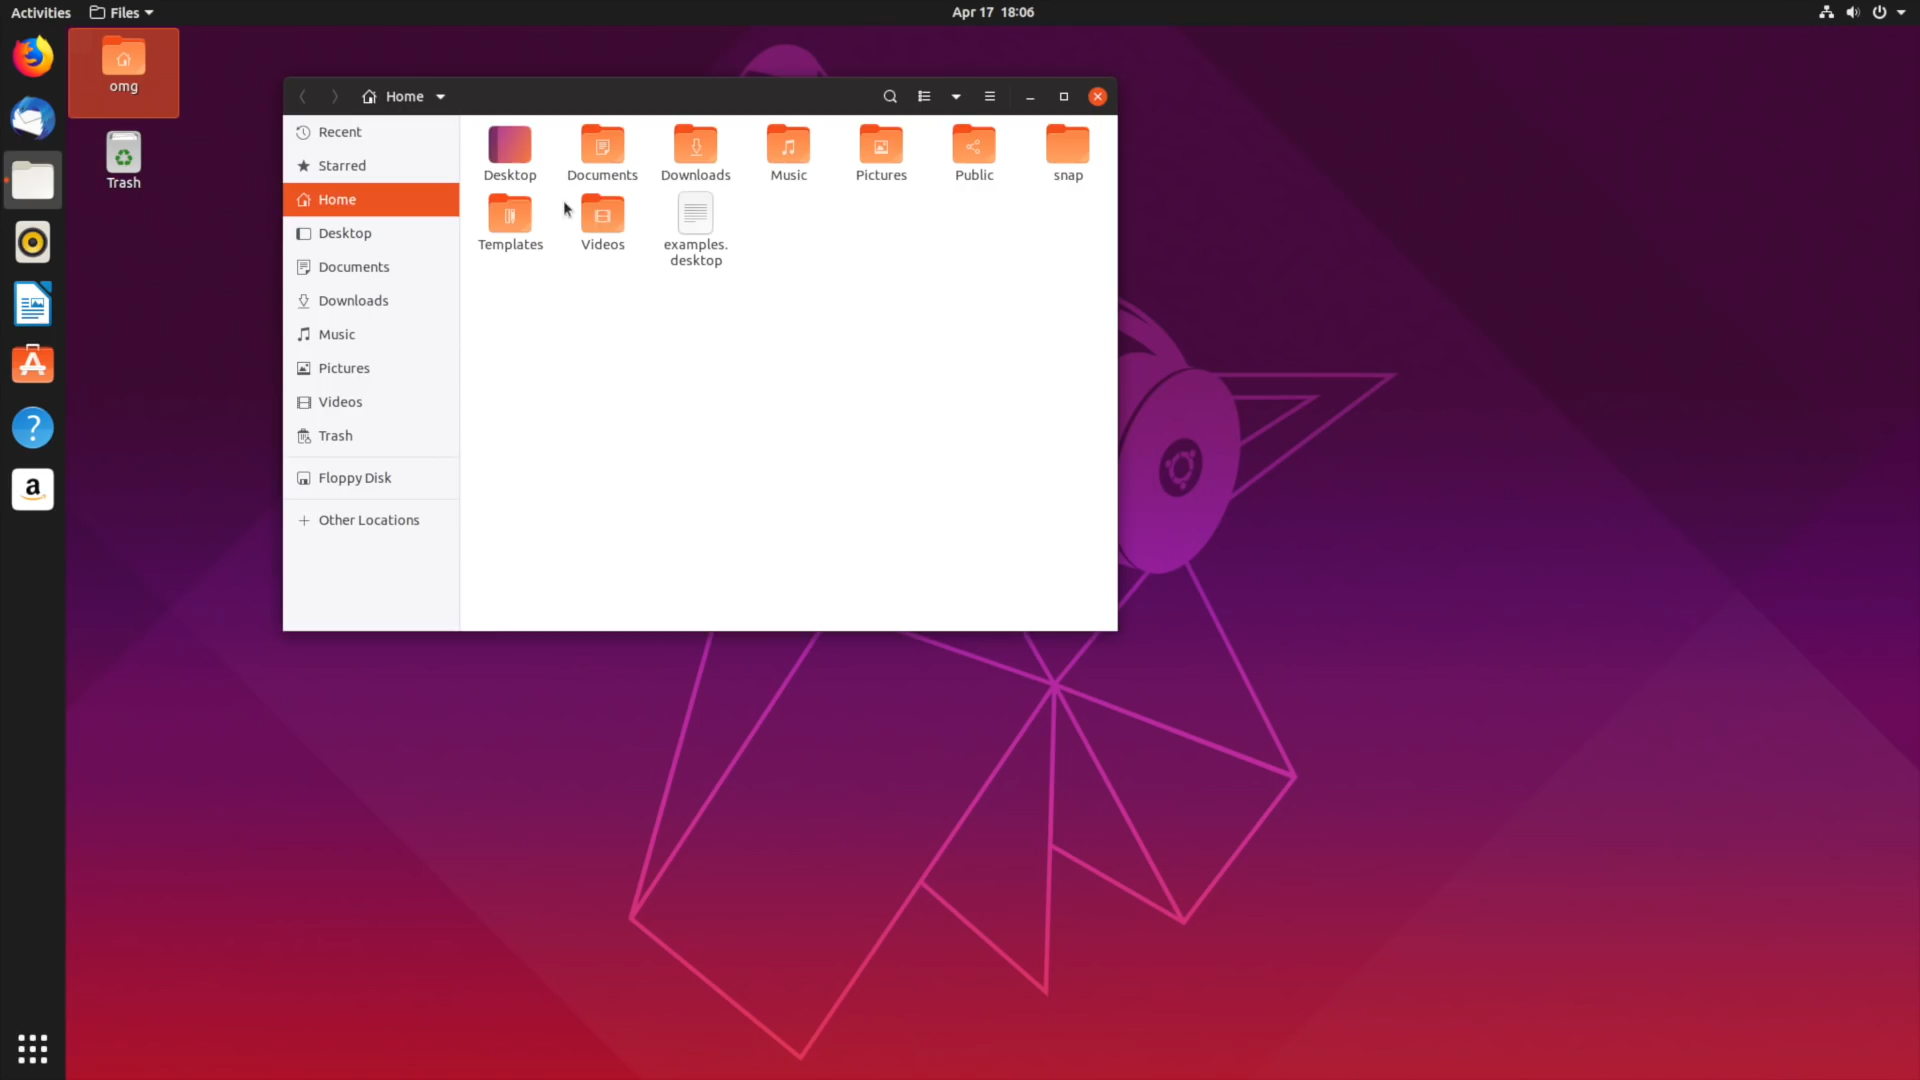 Activities
Files
Apr 17 18:06
omg
Trash
Home
Recent
Starred
Home
Desktop
Documents
Downloads
Music
Pictures
Videos
Trash
Floppy Disk
Other Locations
Desktop
Documents
Downloads
Music
Pictures
Public
snap
Templates
Videos
examples.
desktop
?
a